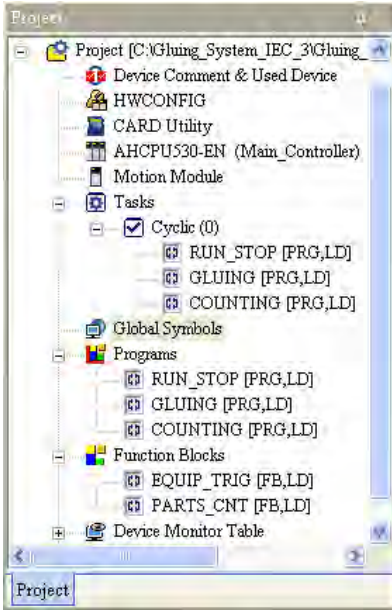 Project
Project [C:\Gluing_System_IEC_3\Gluing_
Device Comment & Used Device
HWCONFIG
CARD Utility
AHCPU530-EN (Main_Controller)
Motion Module
Tasks
Cyclic (0)
RUN_STOP [PRG,LD]
GLUING [PRG,LD]
COUNTING [PRG,LD]
Global Symbols
Programs
RUN_STOP [PRG,LD]
GLUING [PRG,LD]
COUNTING [PRG,LD]
Function Blocks
EQUIP_TRIG [FB,LD]
PARTS_CNT [FB,LD]
Device Monitor Table
Project